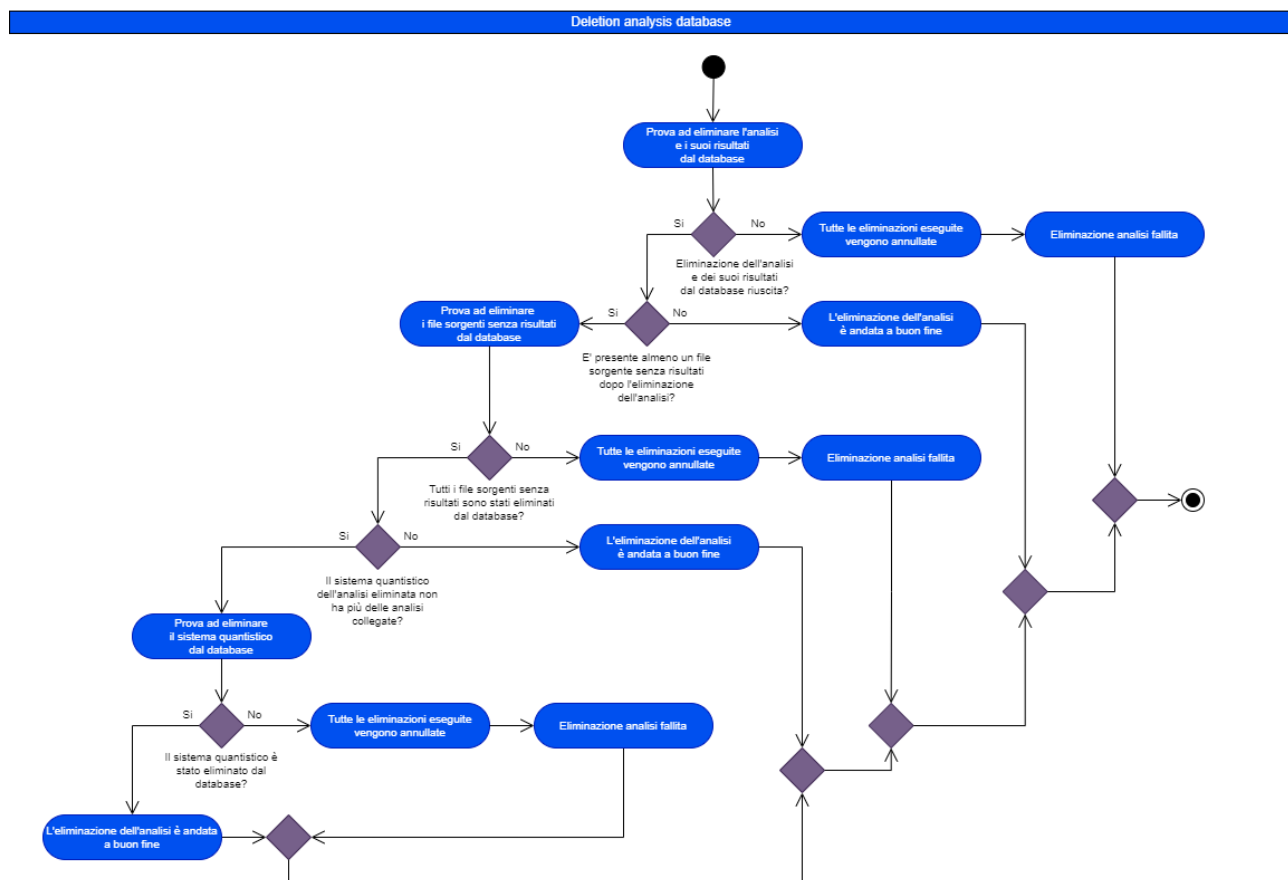 Deletion analysis database
Prova ad eliminare l'analisi
e i suoi risultati
dal database
Si
No
Tutte le eliminazioni eseguite
vengono annullate
Eliminazione analisi fallita
Eliminazione dell'analisi
e dei suoi risultati
dal database riuscita?
Prova ad eliminare
i file sorgenti senza risultati
dal database
Si
No
L'eliminazione dell'analisi
è andata a buon fine
E' presente almeno un file
sorgente senza risultati
dopo l'eliminazione
dell'analisi?
Si
No
Tutte le eliminazioni eseguite
vengono annullate
Eliminazione analisi fallita
Tutti i file sorgenti senza
risultati sono stati eliminati
dal database?
Si
No
L'eliminazione dell'analisi
è andata a buon fine
Il sistema quantistico
dell'analisi eliminata non
ha più delle analisi
collegate?
Prova ad eliminare
il sistema quantistico
dal database
Si
No
Tutte le eliminazioni eseguite
vengono annullate
Eliminazione analisi fallita
Il sistema quantistico è
stato eliminato dal
database?
L'eliminazione dell'analisi è andata
a buon fine